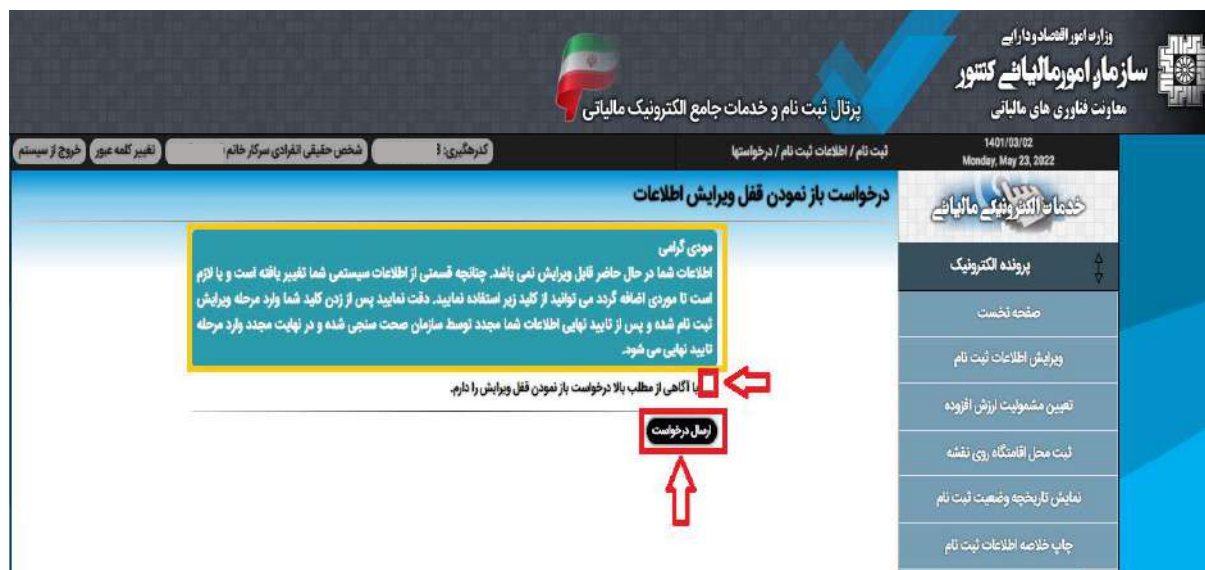 وزارت امور اقتصاد و دارایی
سازمان امور مالیاتی کشور
معاونت فناوری های مالیاتی
پرتال ثبت نام و خدمات جامع الکترونیک مالیاتی
1401/03/02
Monday, May 23, 2022
ثبت نام / اطلاعات ثبت نام / درخواستها
کدرهگیری: 8
شخص حقیقی انفرادی سرکار خانم
تغییر کلمه عبور
خروج از سیستم
خدمات الکترونیکی مالیاتی
پرونده الکترونیک
صفحه نخست
ویرایش اطلاعات ثبت نام
تعیین مشمولیت ارزش افزوده
ثبت محل اقامتگاه روی نقشه
نمایش تاریخچه وضعیت ثبت نام
چاپ خلاصه اطلاعات ثبت نام
درخواست باز نمودن قفل ویرایش اطلاعات
مودی گرامی
اطلاعات شما در حال حاضر قابل ویرایش نمی باشد. چنانچه قسمتی از اطلاعات سیستمی شما تغییر یافته است و یا لازم
است تا موردی اضافه گردد می توانید از کلید زیر استفاده نمایید. دقت نمایید پس از زدن کلید شما وارد مرحله ویرایش
ثبت نام شده و پس از تایید نهایی اطلاعات شما مجدد توسط سازمان صحت سنجی شده و در نهایت مجدد وارد مرحله
تایید نهایی می شود.
با آگاهی از مطلب بالا درخواست باز نمودن قفل ویرایش را دارم.
ارسال درخواست